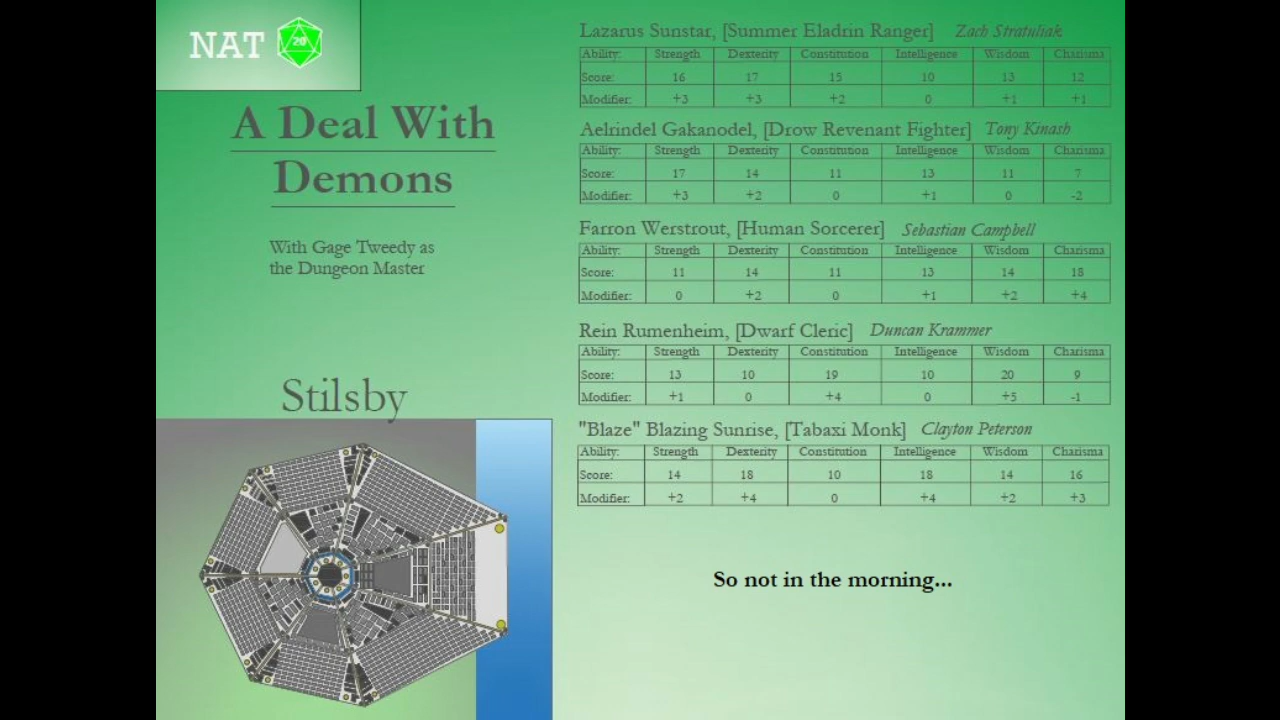 NAT 20
A Deal With
Demons
With Gage Tweedy as
the Dungeon Master
Stilsby
Lazarus Sunstar, [Summer Eladrin Ranger] Zach Stratuliak
Ability: Strength Dexterity Constitution Intelligence Wisdom Charisma
Score: 16 17 15 10 13 12
Modifier: +3 +3 +2 0 +1 +1
Aelrindel Gakanodel, [Drow Revenant Fighter] Tony Kinash
Ability: Strength Dexterity Constitution Intelligence Wisdom Charisma
Score: 17 14 11 13 11 7
Modifier: +3 +2 0 +1 0 -2
Farron Werstrout, [Human Sorcerer] Sebastian Campbell
Ability: Strength Dexterity Constitution Intelligence Wisdom Charisma
Score: 11 14 11 13 14 18
Modifier: 0 +2 0 +1 +2 +4
Rein Rumenheim, [Dwarf Cleric] Duncan Krammer
Ability: Strength Dexterity Constitution Intelligence Wisdom Charisma
Score: 13 10 19 10 20 9
Modifier: +1 0 +4 0 +5 -1
"Blaze" Blazing Sunrise, [Tabaxi Monk] Clayton Peterson
Ability: Strength Dexterity Constitution Intelligence Wisdom Charisma
Score: 14 18 10 18 14 16
Modifier: +2 +4 0 +4 +2 +3
So not in the morning...